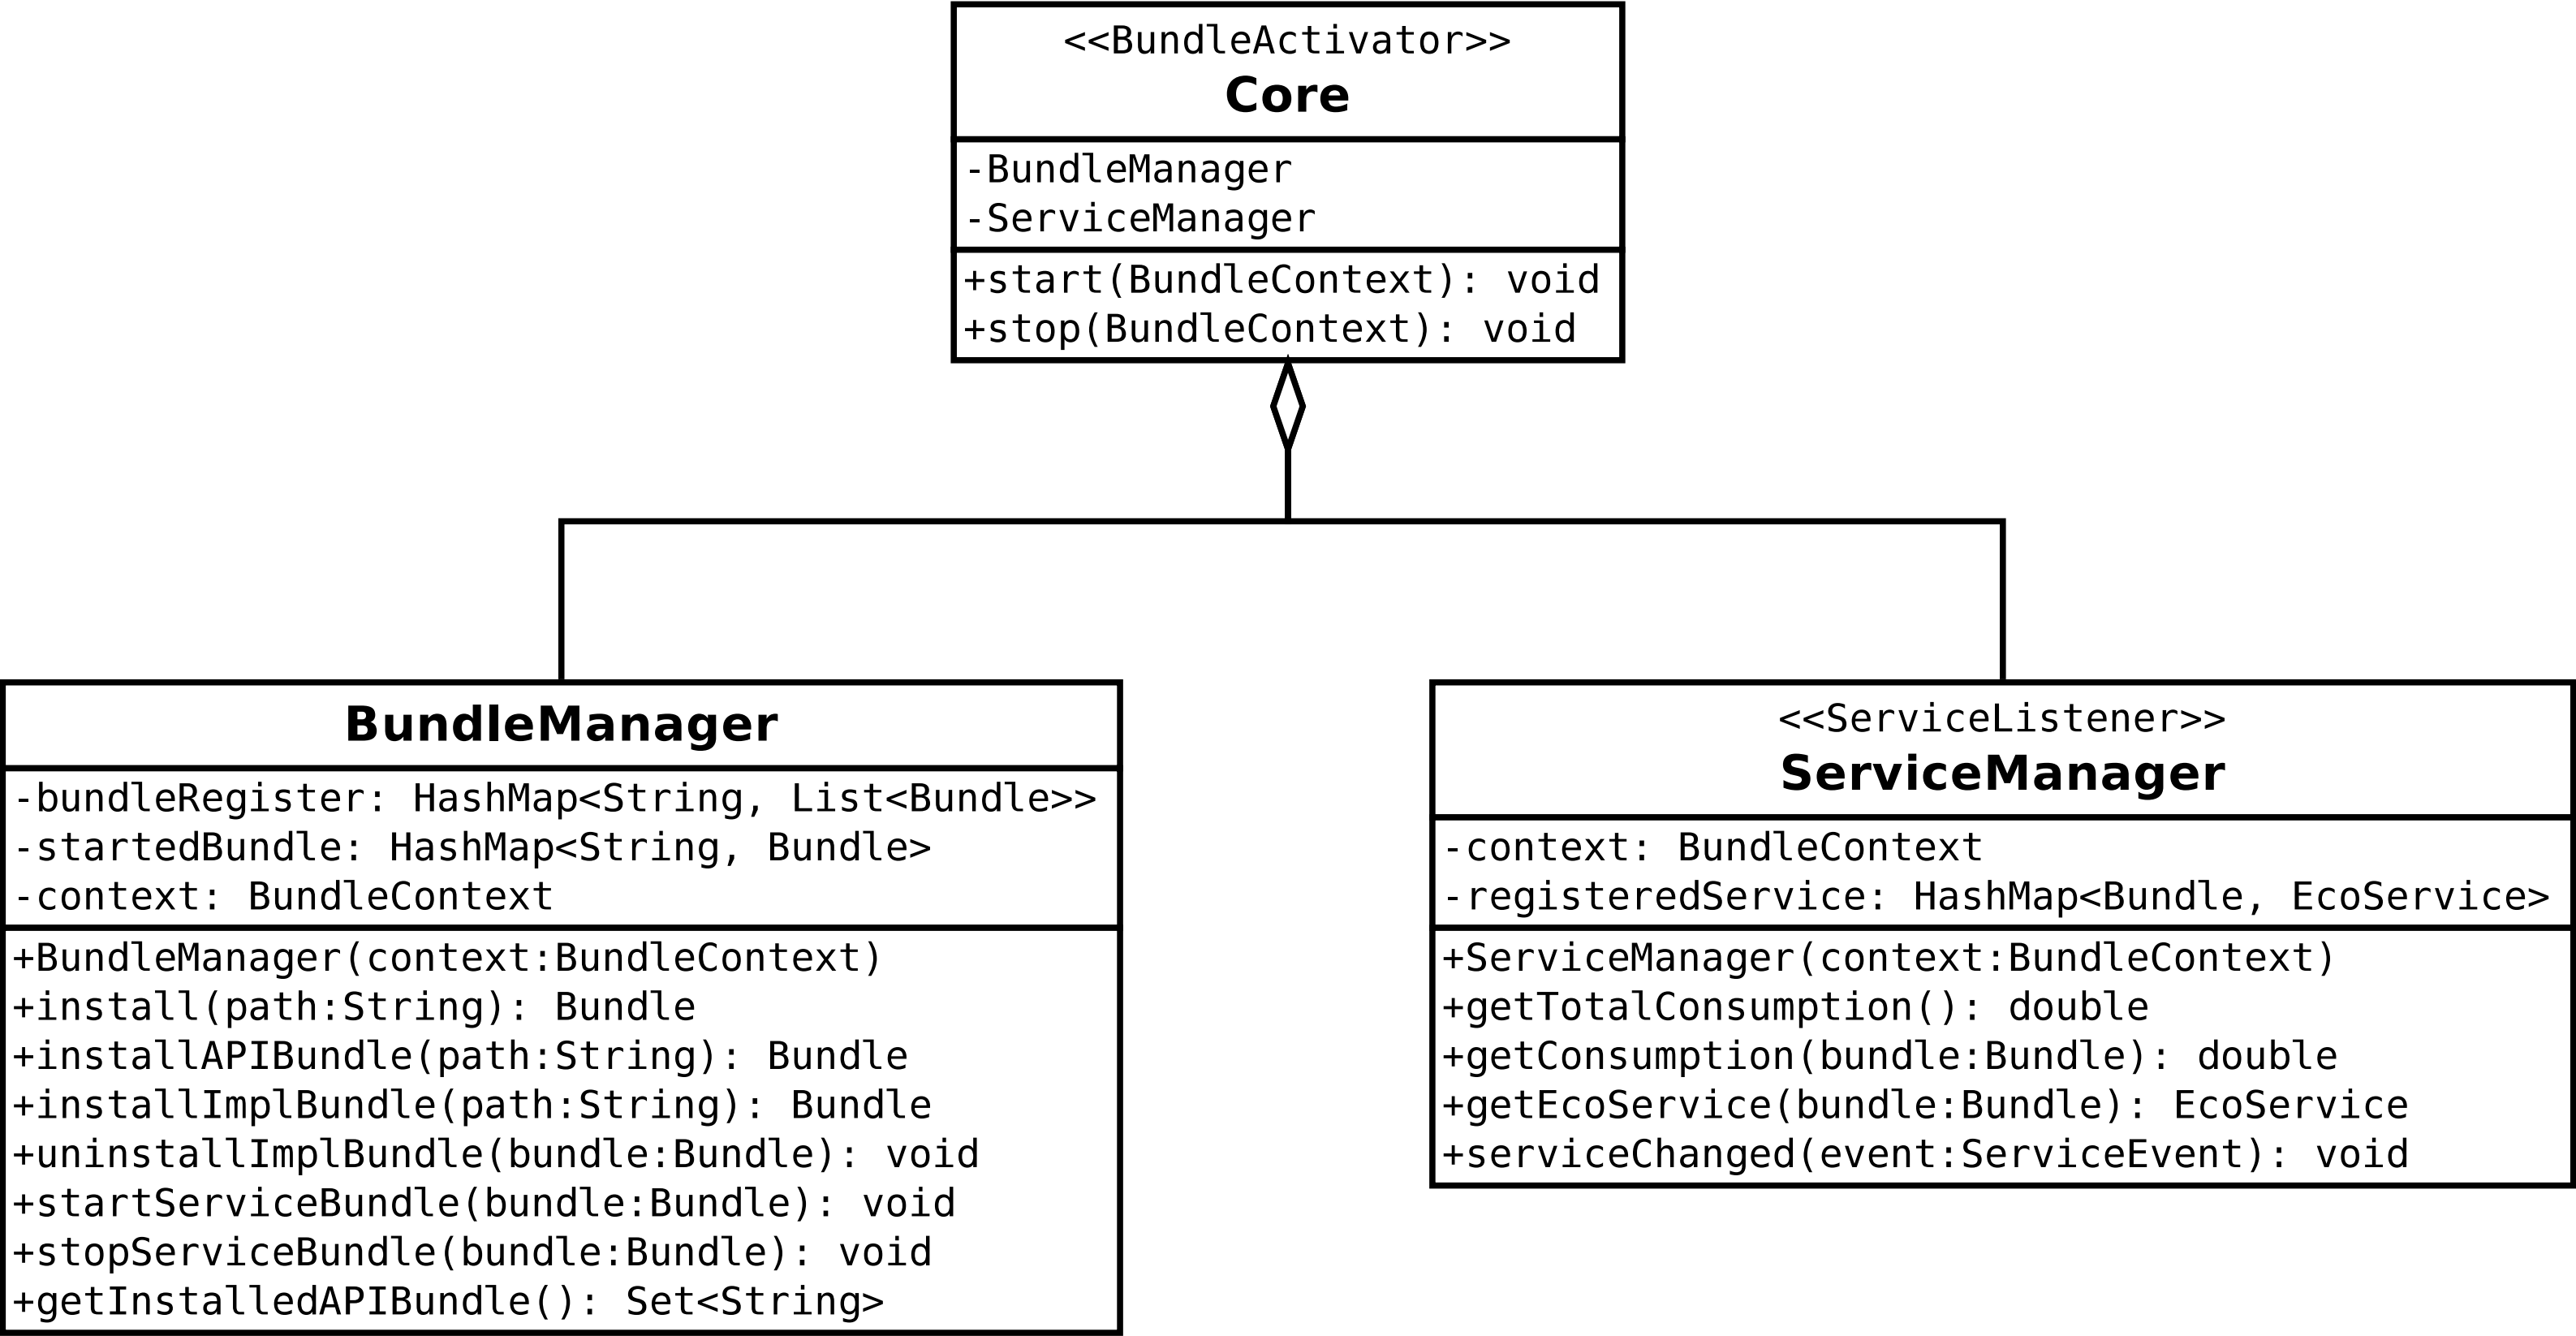 <<BundleActivator>>
Core
-BundleManager
-ServiceManager
+start(BundleContext): void
+stop(BundleContext): void
BundleManager
-bundleRegister: HashMap<String, List<Bundle>>
-startedBundle: HashMap<String, Bundle>
-context: BundleContext
+BundleManager(context:BundleContext)
+install(path:String): Bundle
+installAPIBundle(path:String): Bundle
+installImplBundle(path:String): Bundle
+uninstallImplBundle(bundle:Bundle): void
+startServiceBundle(bundle:Bundle): void
+stopServiceBundle(bundle:Bundle): void
+getInstalledAPIBundle(): Set<String>
<<ServiceListener>>
ServiceManager
-context: BundleContext
-registeredService: HashMap<Bundle, EcoService>
+ServiceManager(context:BundleContext)
+getTotalConsumption(): double
+getConsumption(bundle:Bundle): double
+getEcoService(bundle:Bundle): EcoService
+serviceChanged(event:ServiceEvent): void